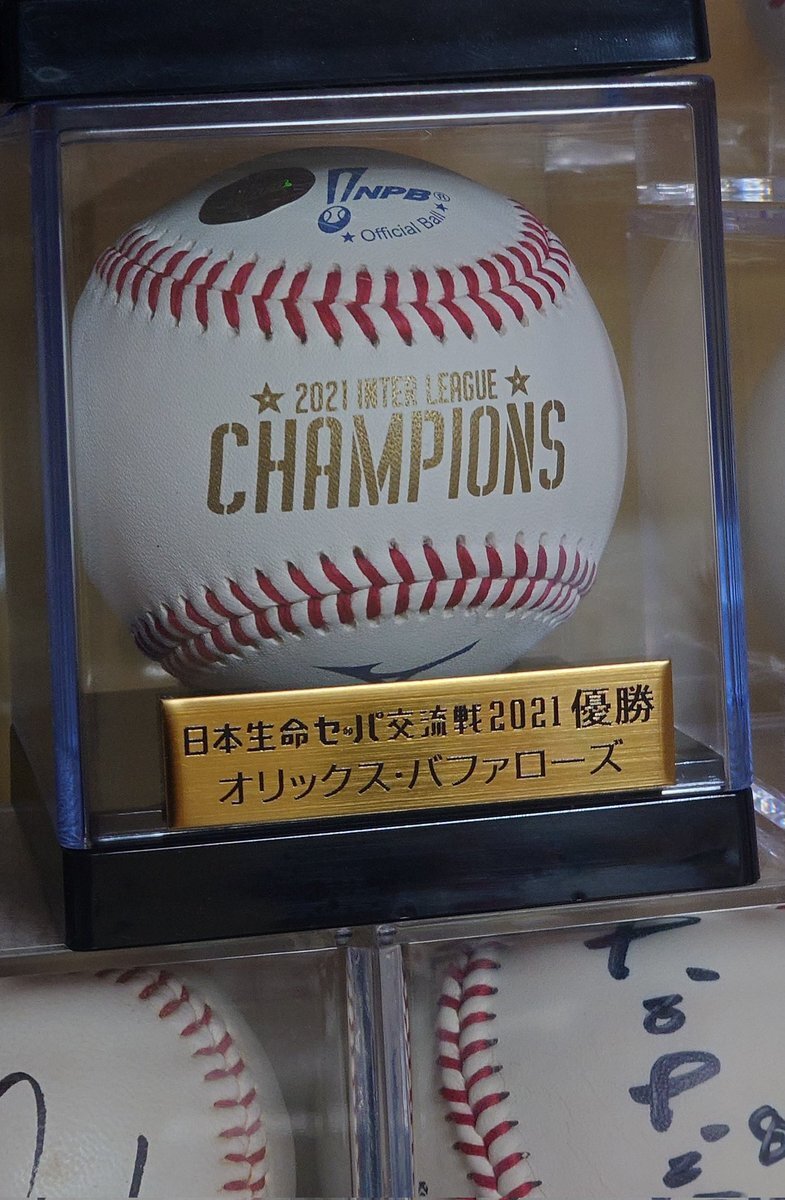 NPB®
★ Official Ball ★
★ 2021 INTER LEAGUE ★
CHAMPIONS
日本生命セ・パ交流戦2021 優勝
オリックス・バファローズ